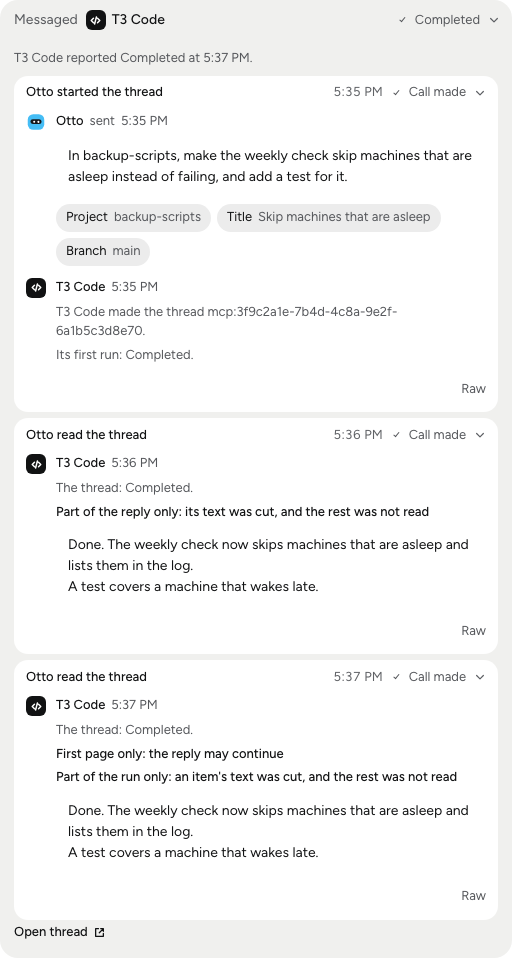 Messaged T3 Code Completed
T3 Code reported Completed at 5:37 PM.
Otto started the thread 5:35 PM Call made
Otto sent 5:35 PM
In backup-scripts, make the weekly check skip machines that are
asleep instead of failing, and add a test for it.
Project backup-scripts Title Skip machines that are asleep
Branch main
T3 Code 5:35 PM
T3 Code made the thread mcp:3f9c2a1e-7b4d-4c8a-9e2f-
6a1b5c3d8e70.
Its first run: Completed.
Raw
Otto read the thread 5:36 PM Call made
T3 Code 5:36 PM
The thread: Completed.
Part of the reply only: its text was cut, and the rest was not read
Done. The weekly check now skips machines that are asleep and
lists them in the log.
A test covers a machine that wakes late.
Raw
Otto read the thread 5:37 PM Call made
T3 Code 5:37 PM
The thread: Completed.
First page only: the reply may continue
Part of the run only: an item's text was cut, and the rest was not read
Done. The weekly check now skips machines that are asleep and
lists them in the log.
A test covers a machine that wakes late.
Raw
Open thread